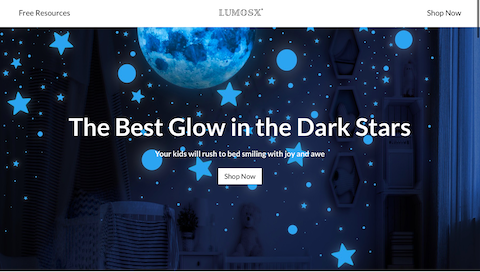 Free Resources
LUMOSX
Shop Now
The Best Glow in the Dark Stars
Your kids will rush to bed smiling with joy and awe
Shop Now